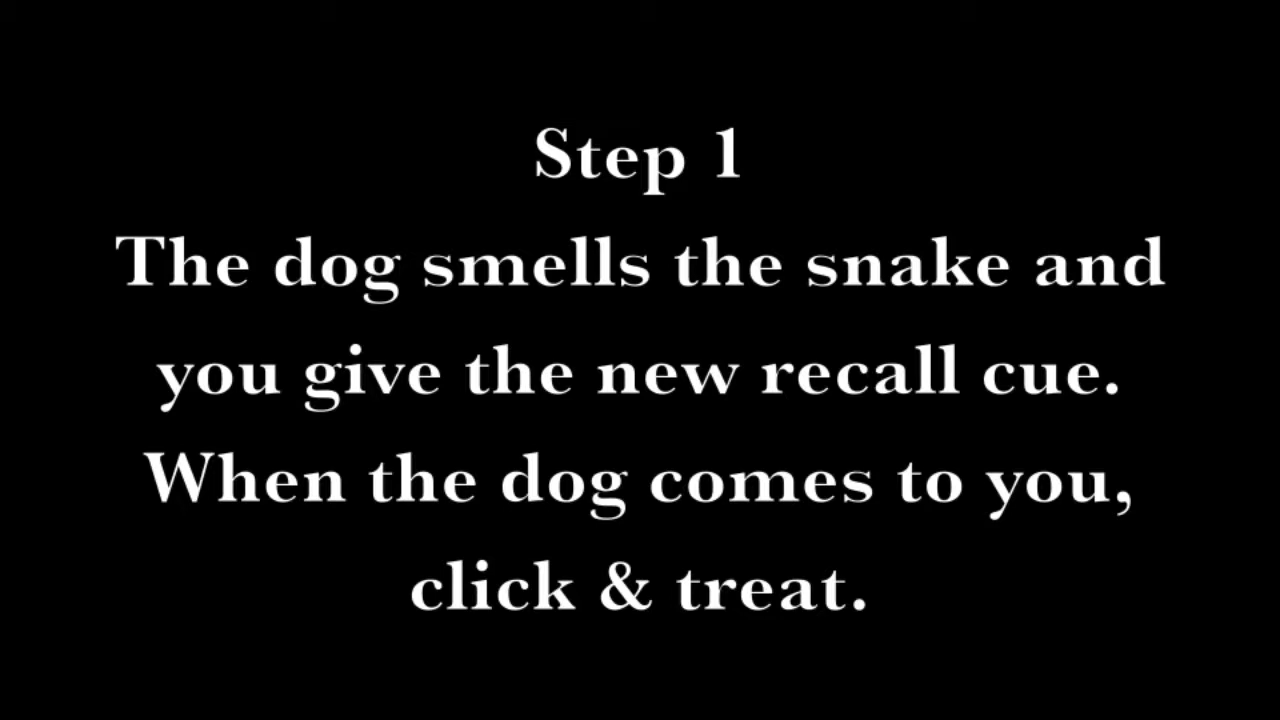 Step 1
The dog smells the snake and
you give the new recall cue.
When the dog comes to you,
click & treat.